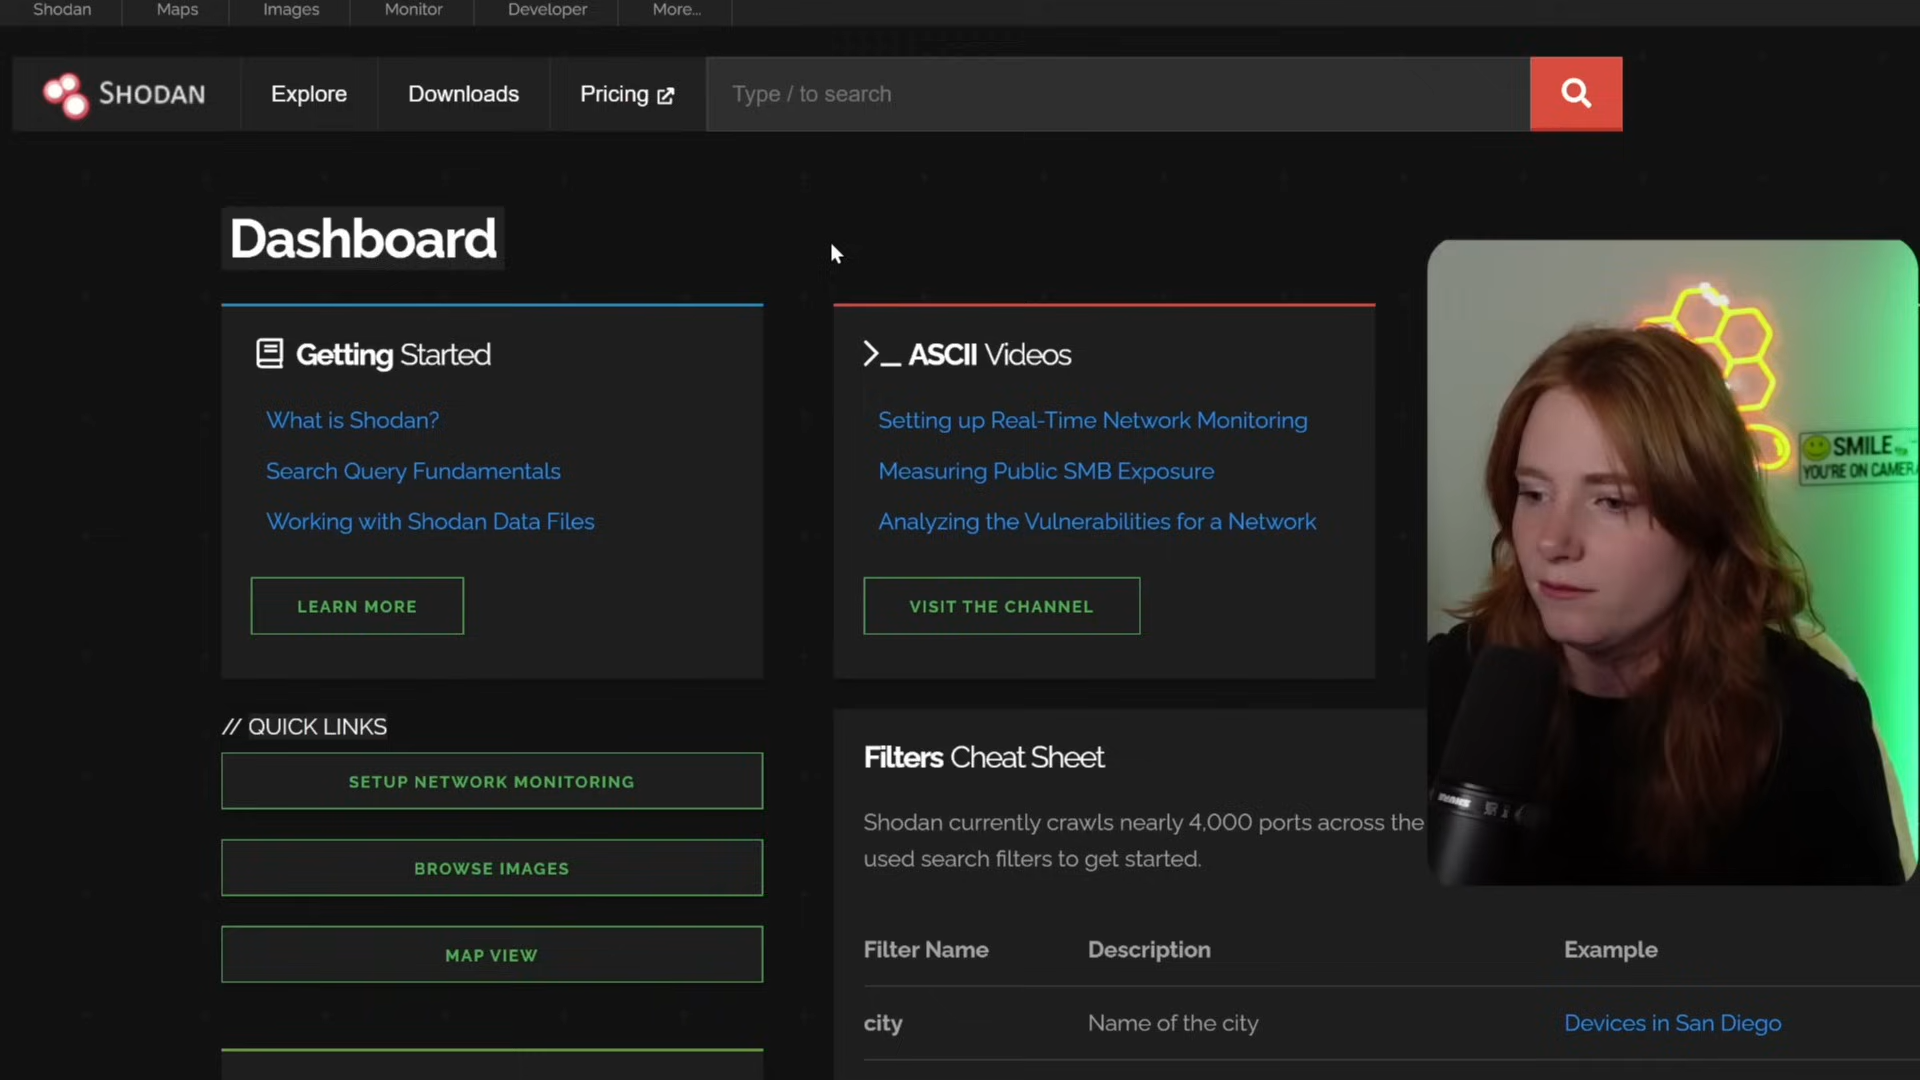 Shodan
Maps
Images
Monitor
Developer
More...
SHODAN
Explore
Downloads
Pricing
Type / to search
Dashboard
Getting Started
What is Shodan?
Search Query Fundamentals
Working with Shodan Data Files
LEARN MORE
>_ ASCII Videos
Setting up Real-Time Network Monitoring
Measuring Public SMB Exposure
Analyzing the Vulnerabilities for a Network
VISIT THE CHANNEL
SMILE
YOU'RE ON CAMERA
// QUICK LINKS
SETUP NETWORK MONITORING
BROWSE IMAGES
MAP VIEW
Filters Cheat Sheet
Shodan currently crawls nearly 4,000 ports across the
used search filters to get started.
Filter Name Description Example
city Name of the city Devices in San Diego